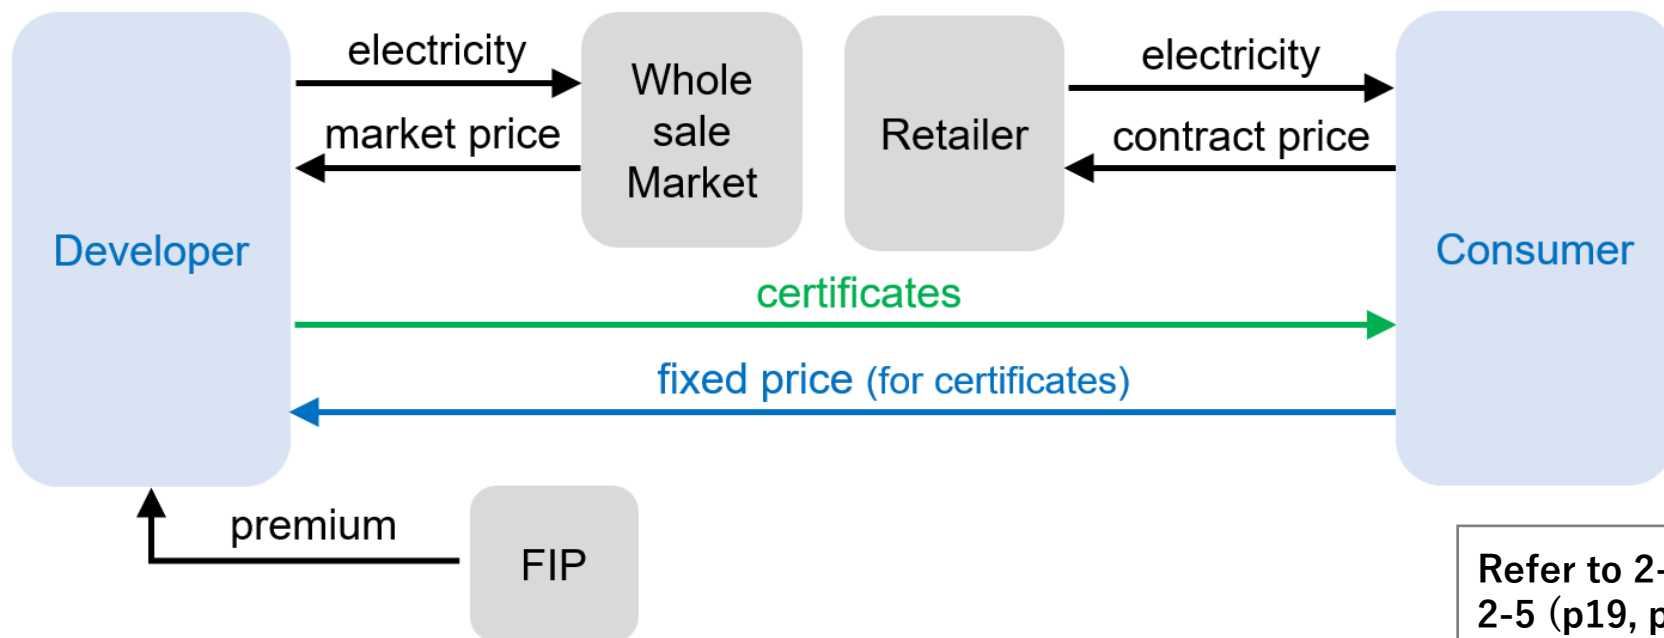 electricity
market price
Whole
sale
Market
Retailer
electricity
contract price
Developer
Consumer
certificates
fixed price (for certificates)
premium
FIP
Refer to 2-
2-5 (p19, p